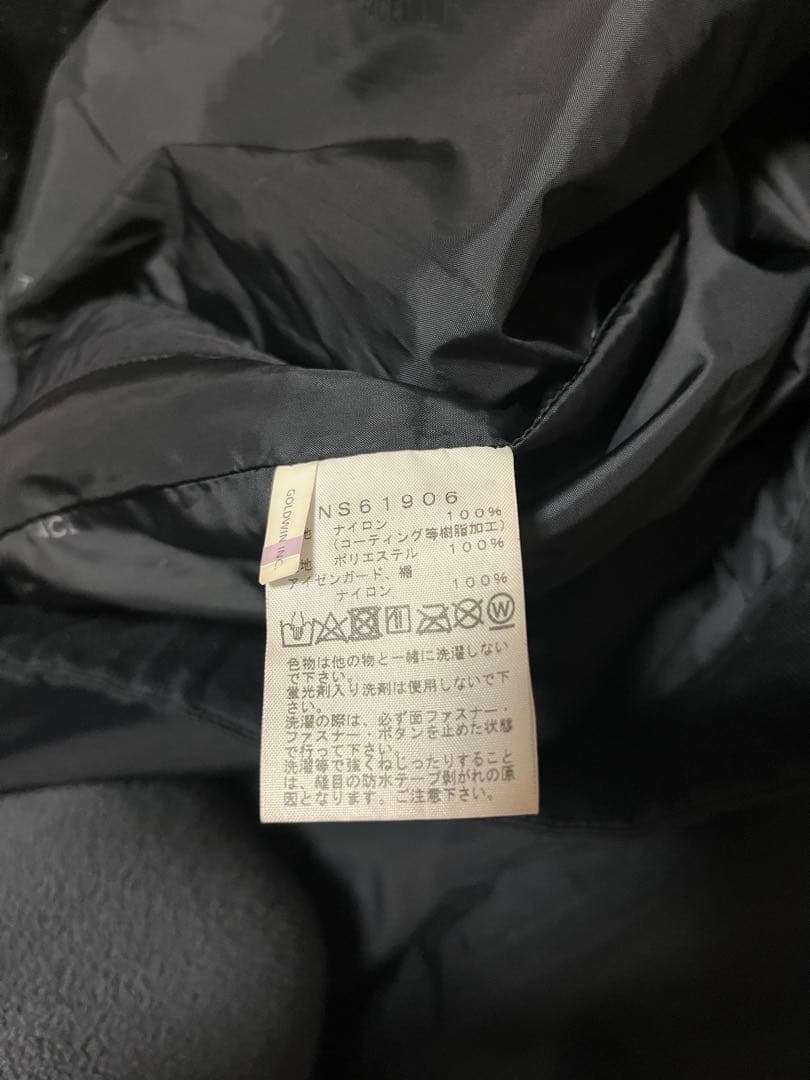 GOLDWIN INC.
NS61906
地 ナイロン 100%
(コーティング等樹脂加工)
地 ポリエステル 100%
アイゼンガード、裾
ナイロン 100%
W
色物は他の物と一緒に洗濯しない
で下さい。
蛍光剤入り洗剤は使用しないで下
さい。
洗濯の際は、必ず面ファスナー・
ファスナー・ボタンを止めた状態
で行って下さい。
洗濯等で強くねじったりすること
は、縫目の防水テープ剥がれの原
因となります。ご注意下さい。